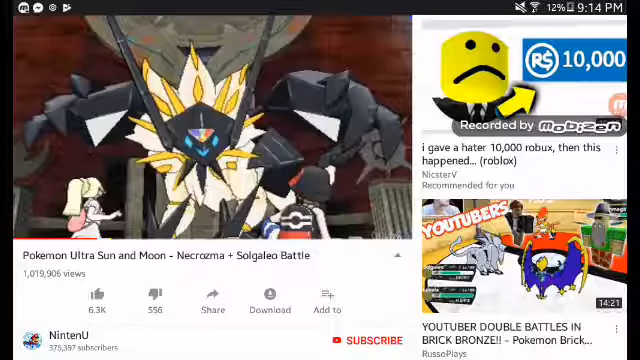 12% 9:14 PM
R$ 10,000
Recorded by mobizen
i gave a hater 10,000 robux, then this
happened... (roblox)
NicsterV
Recommended for you
YOUTUBERS
14:21
YOUTUBER DOUBLE BATTLES IN
BRICK BRONZE!! - Pokemon Brick...
RussoPlays
Pokemon Ultra Sun and Moon - Necrozma + Solgaleo Battle
1,019,906 views
6.3K 556 Share Download Add to
NintenU
375,397 subscribers
SUBSCRIBE